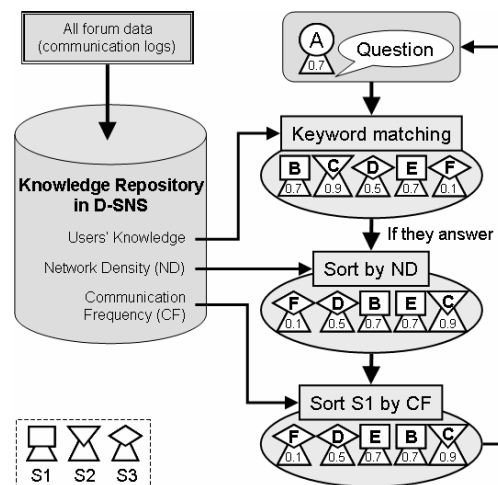 All forum data
(communication logs)
A
0.7
Question
Keyword matching
B C D E F
0.7 0.9 0.5 0.7 0.1
Knowledge Repository
in D-SNS
Users' Knowledge
Network Density (ND)
Communication
Frequency (CF)
If they answer
Sort by ND
F D B E C
0.1 0.5 0.7 0.7 0.9
Sort S1 by CF
F D E B C
0.1 0.5 0.7 0.7 0.9
S1 S2 S3